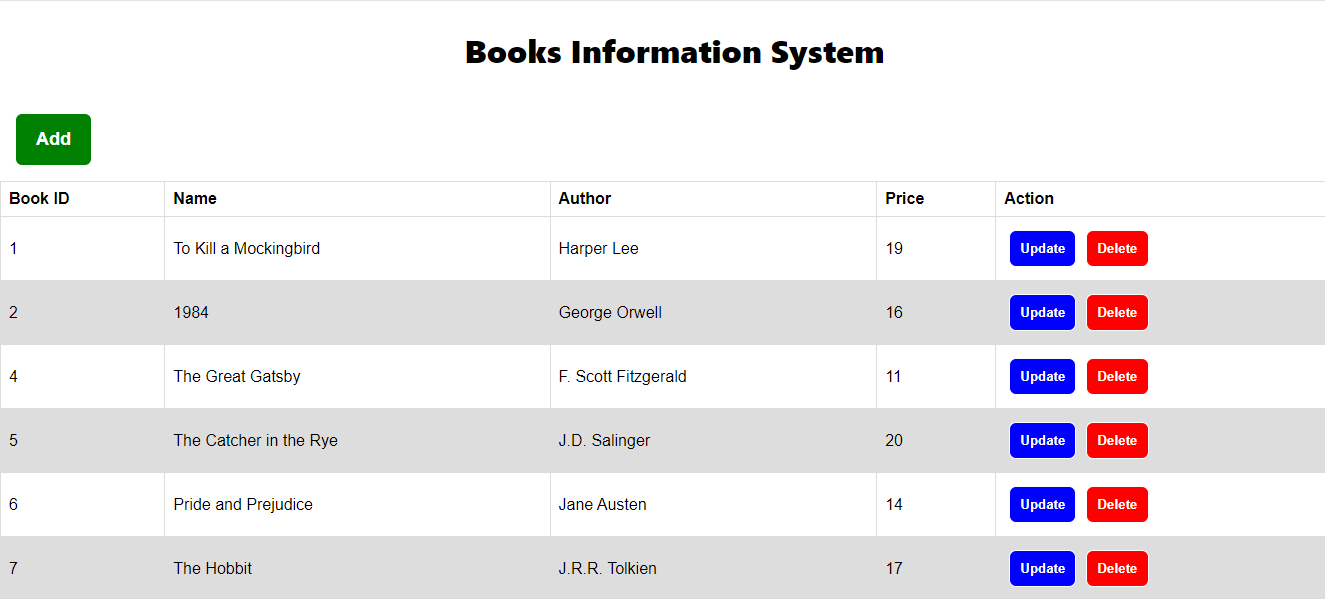 Books Information System
Add
Book ID Name Author Price Action
1 To Kill a Mockingbird Harper Lee 19 Update Delete
2 1984 George Orwell 16 Update Delete
4 The Great Gatsby F. Scott Fitzgerald 11 Update Delete
5 The Catcher in the Rye J.D. Salinger 20 Update Delete
6 Pride and Prejudice Jane Austen 14 Update Delete
7 The Hobbit J.R.R. Tolkien 17 Update Delete